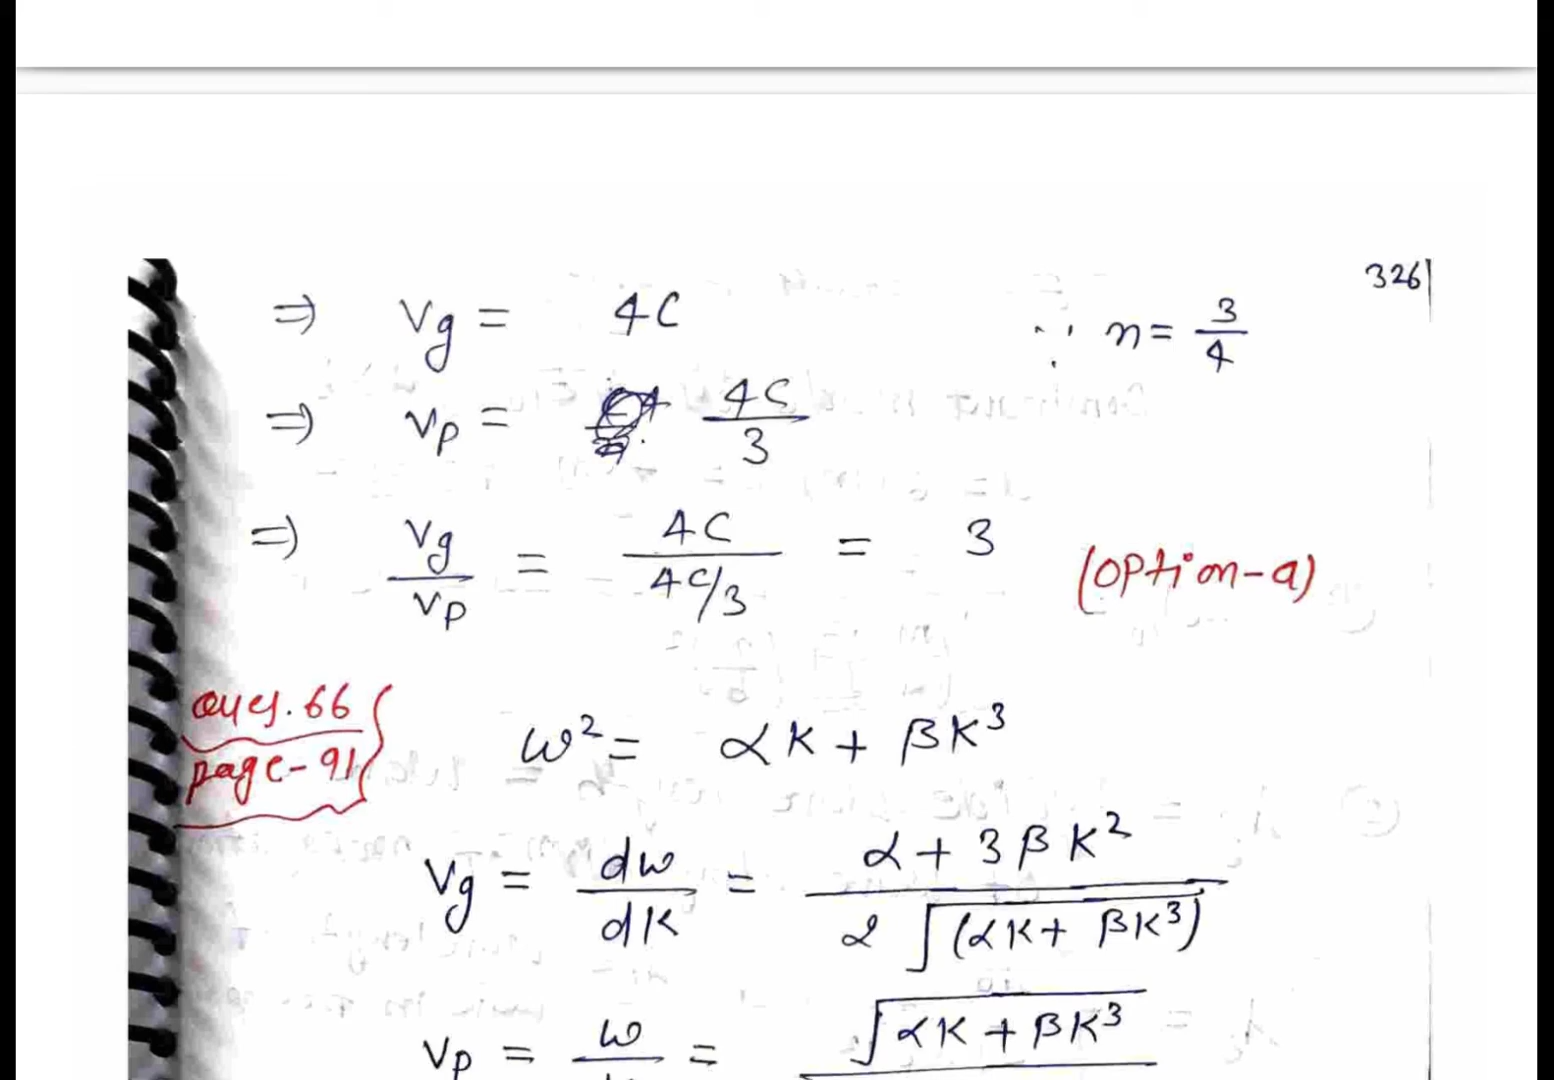 326
⇒ Vg = 4C ∵ n = 3/4
⇒ Vp = 4C/3
⇒ Vg/Vp = 4C/(4C/3) = 3 (option-a)
Ques. 66
page-91
ω² = αK + βK³
Vg = dω/dK = (α + 3βK²)/(2√(αK + βK³))
Vp = ω = √(αK + βK³)